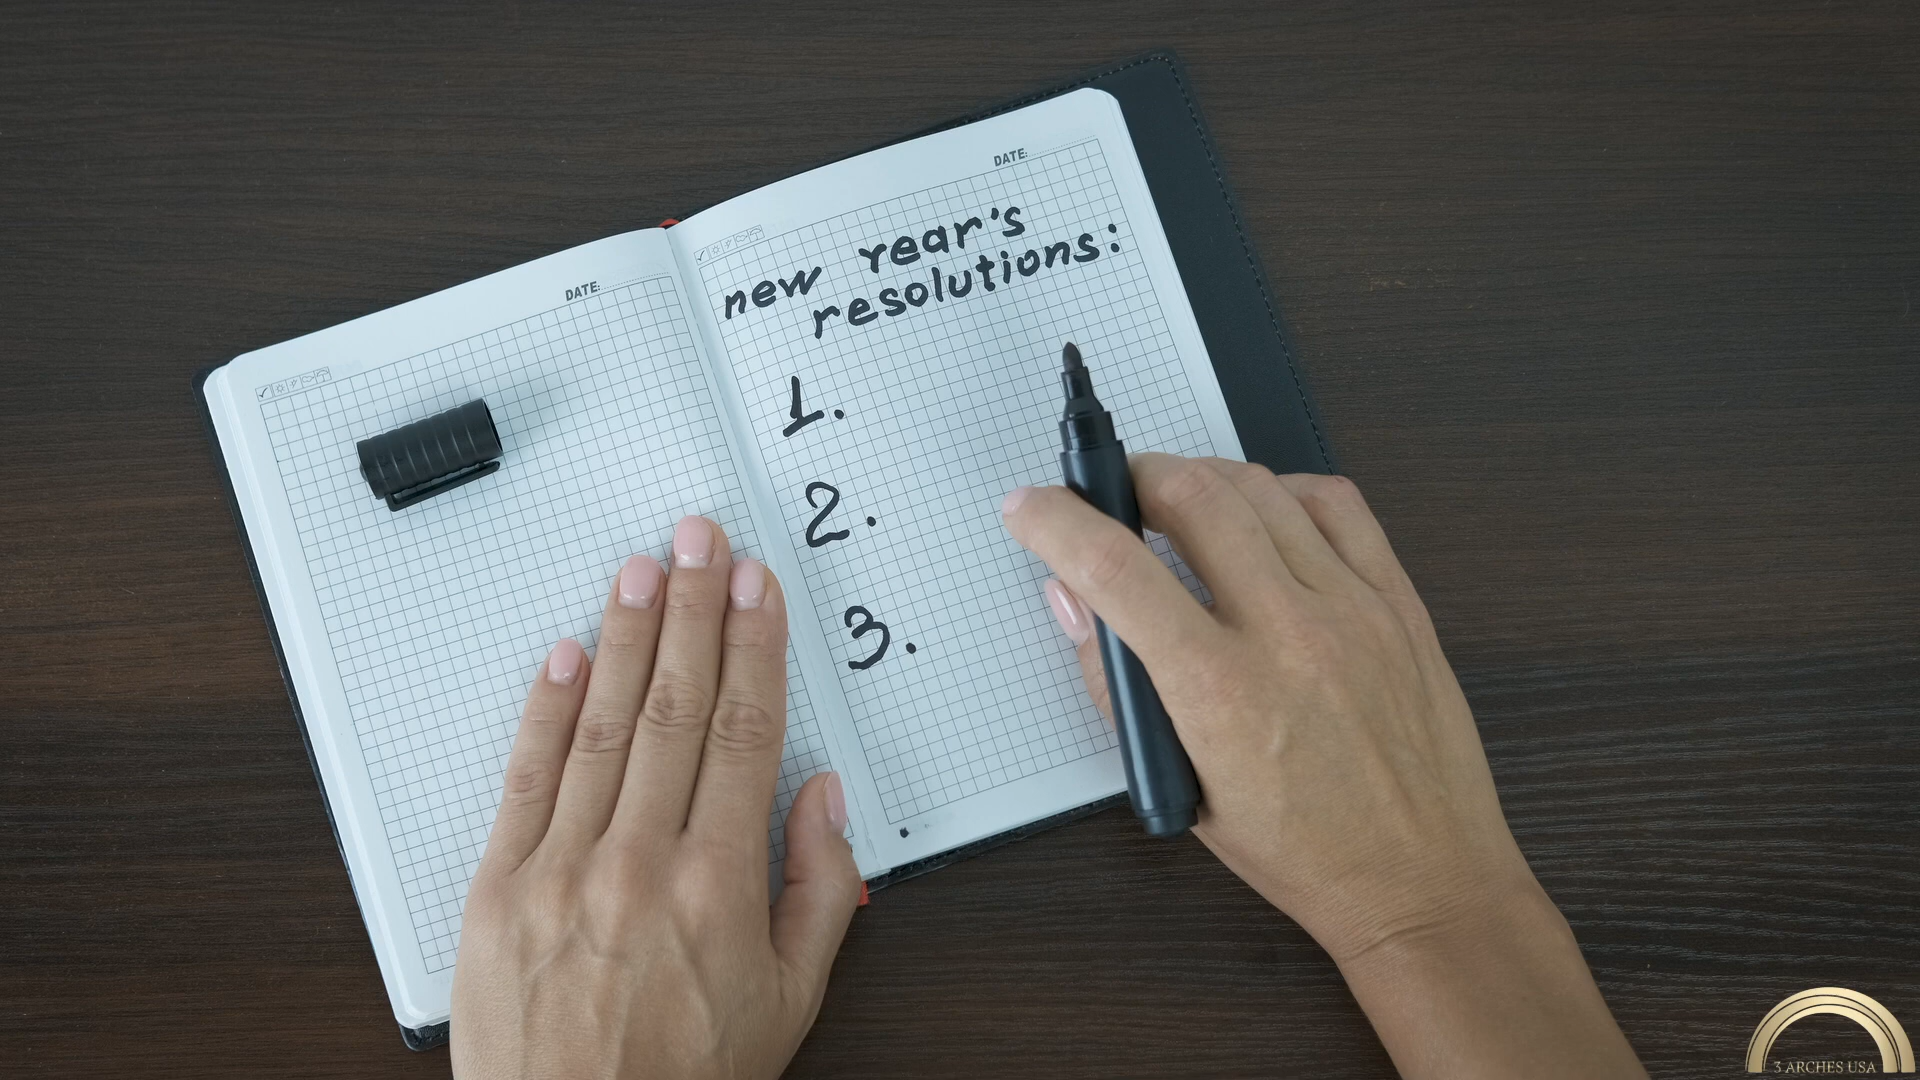 DATE:
DATE:
new year's
resolutions:
1.
2.
3.
3 ARCHES USA